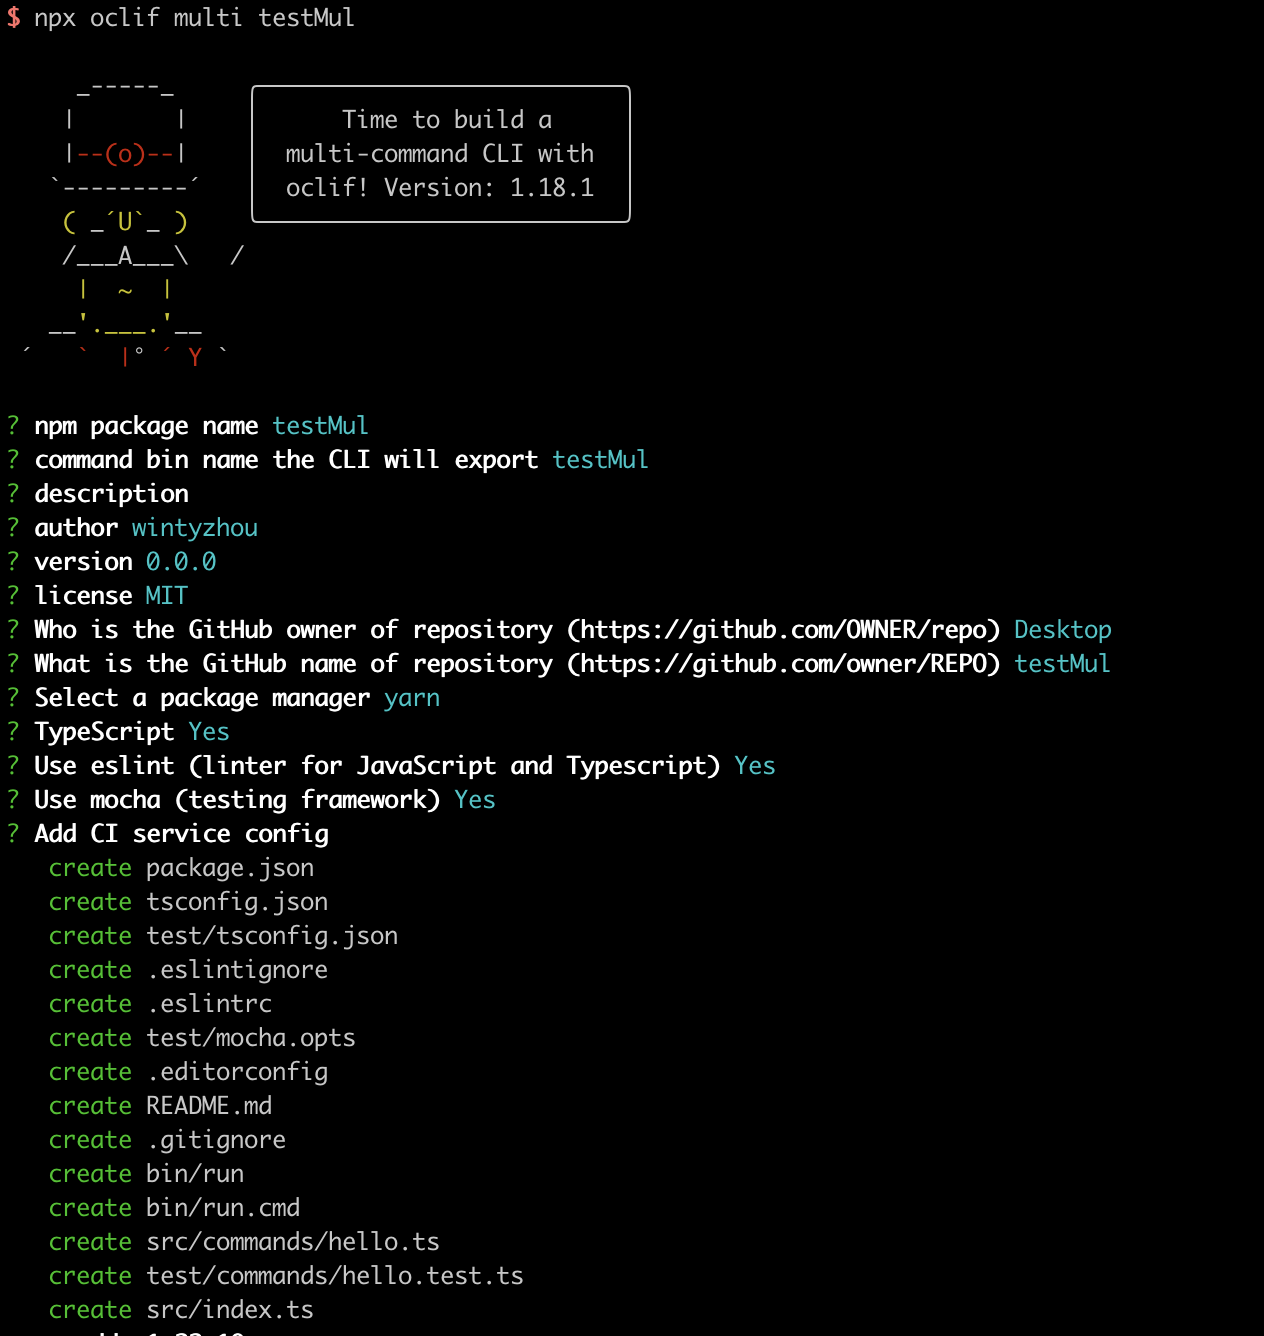 $ npx oclif multi testMul
     _-----_
    |       |
    |--(o)--|
   `---------´
    ( _´U`_ )
    /___A___\   /
     |  ~  |
   __'.___.'__
 ´   `  |° ´ Y `
Time to build a
multi-command CLI with
oclif! Version: 1.18.1
? npm package name testMul
? command bin name the CLI will export testMul
? description
? author wintyzhou
? version 0.0.0
? license MIT
? Who is the GitHub owner of repository (https://github.com/OWNER/repo) Desktop
? What is the GitHub name of repository (https://github.com/owner/REPO) testMul
? Select a package manager yarn
? TypeScript Yes
? Use eslint (linter for JavaScript and Typescript) Yes
? Use mocha (testing framework) Yes
? Add CI service config
   create package.json
   create tsconfig.json
   create test/tsconfig.json
   create .eslintignore
   create .eslintrc
   create test/mocha.opts
   create .editorconfig
   create README.md
   create .gitignore
   create bin/run
   create bin/run.cmd
   create src/commands/hello.ts
   create test/commands/hello.test.ts
   create src/index.ts